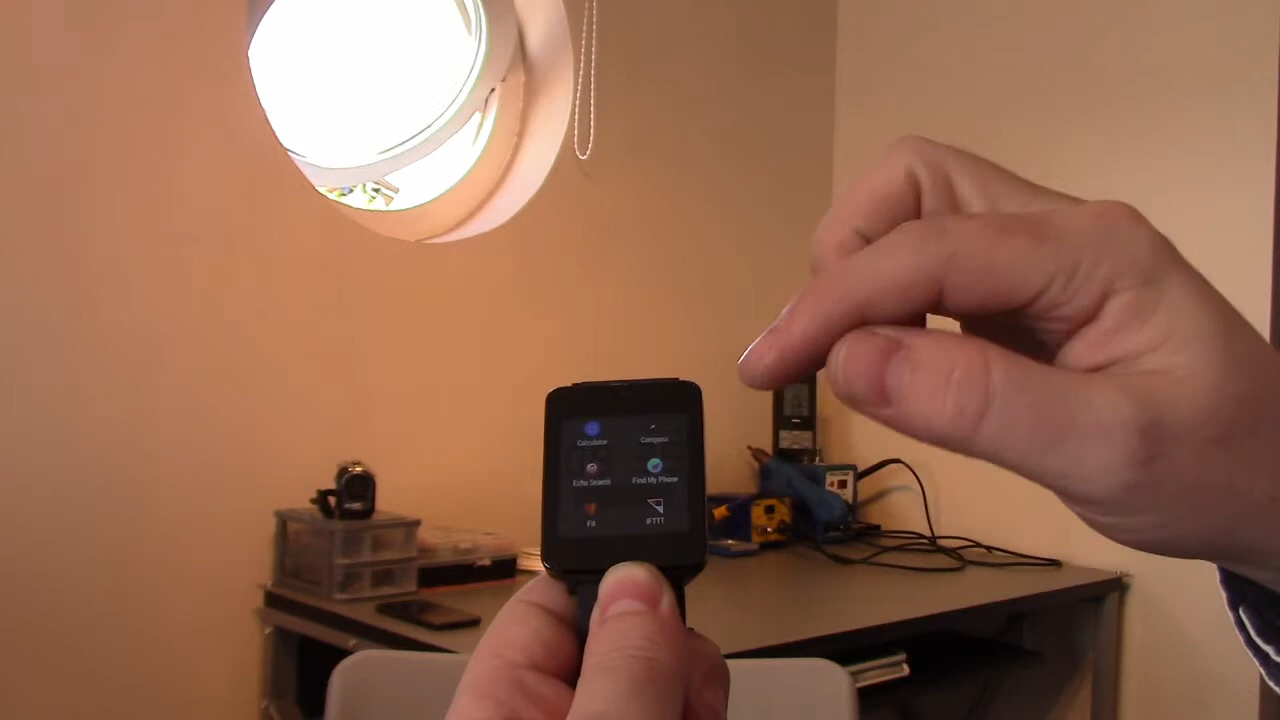 Calculator
Compass
Echo Search
Find My Phone
Fit
IFTTT